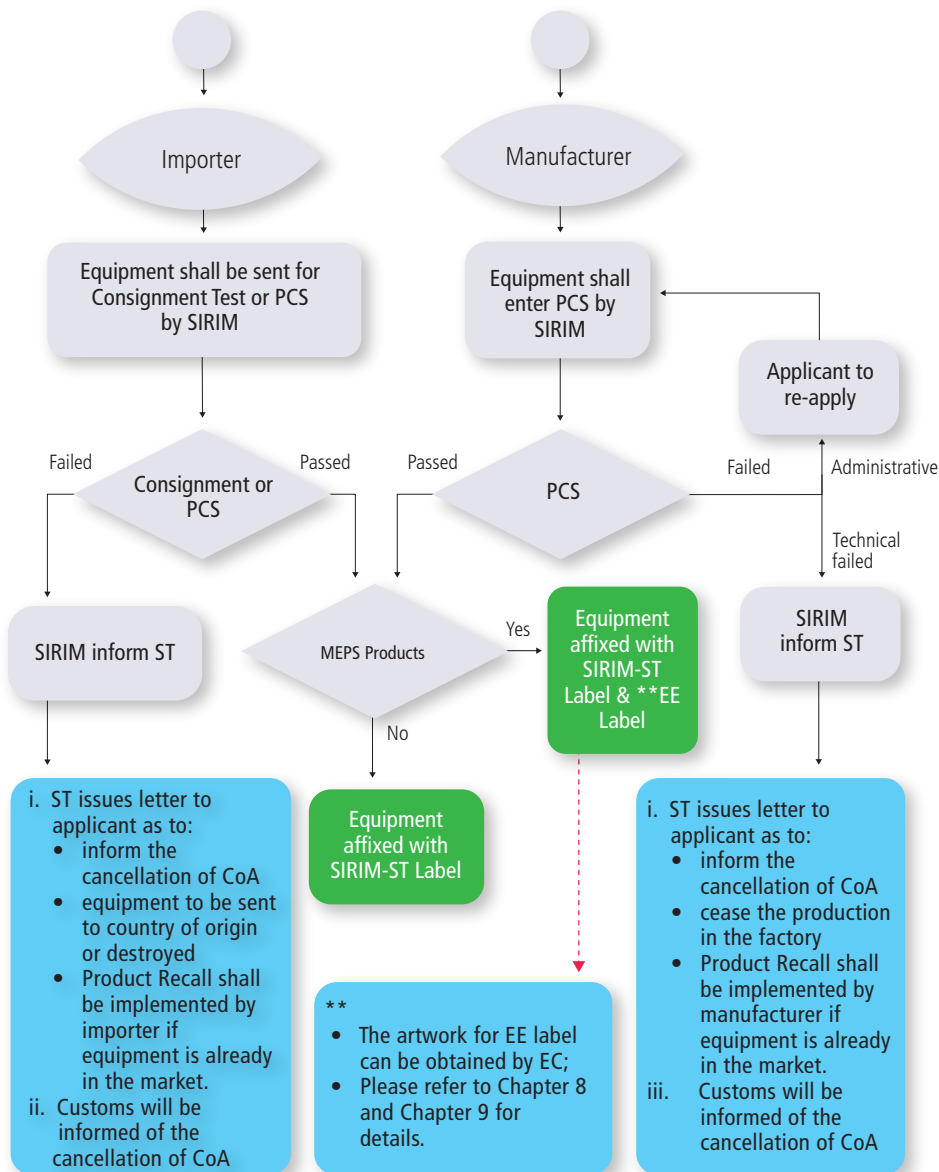 Importer
Manufacturer
Equipment shall be sent for
Consignment Test or PCS
by SIRIM
Equipment shall
enter PCS by
SIRIM
Applicant to
re-apply
Failed
Passed
Consignment or
PCS
Passed
PCS
Failed
Administrative
Technical
failed
SIRIM inform ST
MEPS Products
Yes
No
Equipment
affixed with
SIRIM-ST
Label & **EE
Label
SIRIM
inform ST
i. ST issues letter to
applicant as to:
• inform the
cancellation of CoA
• equipment to be sent
to country of origin
or destroyed
• Product Recall shall
be implemented by
importer if
equipment is already
in the market.
ii. Customs will be
informed of the
cancellation of CoA
Equipment
affixed with
SIRIM-ST Label
**
• The artwork for EE label
can be obtained by EC;
• Please refer to Chapter 8
and Chapter 9 for
details.
i. ST issues letter to
applicant as to:
• inform the
cancellation of CoA
• cease the production
in the factory
• Product Recall shall
be implemented by
manufacturer if
equipment is already
in the market.
iii. Customs will be
informed of the
cancellation of CoA